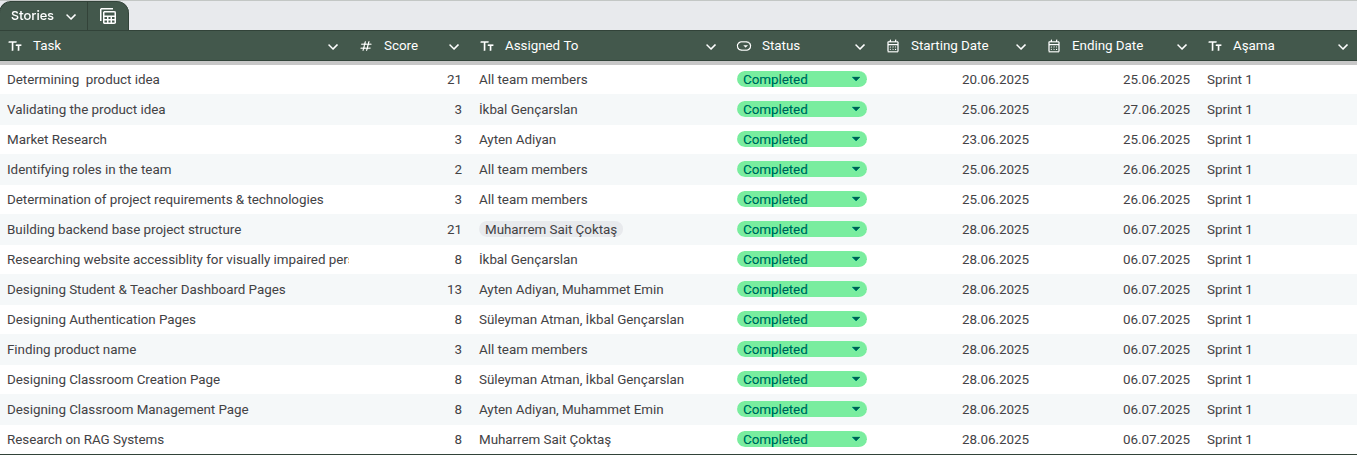 Stories
Task # Score Assigned To Status Starting Date Ending Date Aşama
Determining product idea 21 All team members Completed 20.06.2025 25.06.2025 Sprint 1
Validating the product idea 3 İkbal Gençarslan Completed 25.06.2025 27.06.2025 Sprint 1
Market Research 3 Ayten Adiyan Completed 23.06.2025 25.06.2025 Sprint 1
Identifying roles in the team 2 All team members Completed 25.06.2025 26.06.2025 Sprint 1
Determination of project requirements & technologies 3 All team members Completed 25.06.2025 26.06.2025 Sprint 1
Building backend base project structure 21 Muharrem Sait Çoktaş Completed 28.06.2025 06.07.2025 Sprint 1
Researching website accessiblity for visually impaired per 8 İkbal Gençarslan Completed 28.06.2025 06.07.2025 Sprint 1
Designing Student & Teacher Dashboard Pages 13 Ayten Adiyan, Muhammet Emin Completed 28.06.2025 06.07.2025 Sprint 1
Designing Authentication Pages 8 Süleyman Atman, İkbal Gençarslan Completed 28.06.2025 06.07.2025 Sprint 1
Finding product name 3 All team members Completed 28.06.2025 06.07.2025 Sprint 1
Designing Classroom Creation Page 8 Süleyman Atman, İkbal Gençarslan Completed 28.06.2025 06.07.2025 Sprint 1
Designing Classroom Management Page 8 Ayten Adiyan, Muhammet Emin Completed 28.06.2025 06.07.2025 Sprint 1
Research on RAG Systems 8 Muharrem Sait Çoktaş Completed 28.06.2025 06.07.2025 Sprint 1